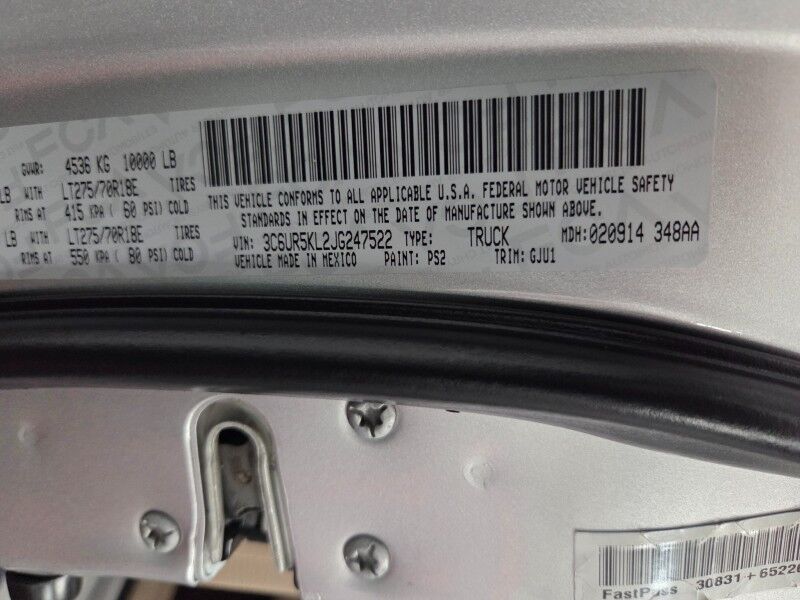 GVWR: 4536 KG 10000 LB
LB WITH LT275/70R18E TIRES
RIMS AT 415 KPA ( 60 PSI) COLD
LB WITH LT275/70R18E TIRES
RIMS AT 550 KPA ( 80 PSI) COLD
THIS VEHICLE CONFORMS TO ALL APPLICABLE U.S.A. FEDERAL MOTOR VEHICLE SAFETY
STANDARDS IN EFFECT ON THE DATE OF MANUFACTURE SHOWN ABOVE.
VIN: 3C6UR5KL2JG247522 TYPE: TRUCK MDH:020914 348AA
VEHICLE MADE IN MEXICO PAINT: PS2 TRIM: GJU1
FastPass 30831+65226